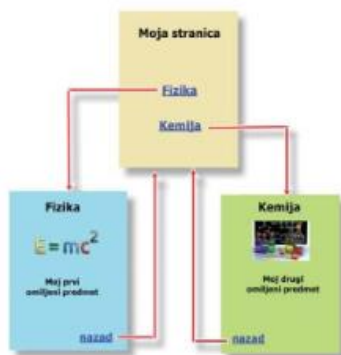 Moja stranica
Fizika
Kemija
Fizika
E=mc²
Moj prvi
omiljeni predmet
nazad
Kemija
Moj drugi
omiljeni predmet
nazad